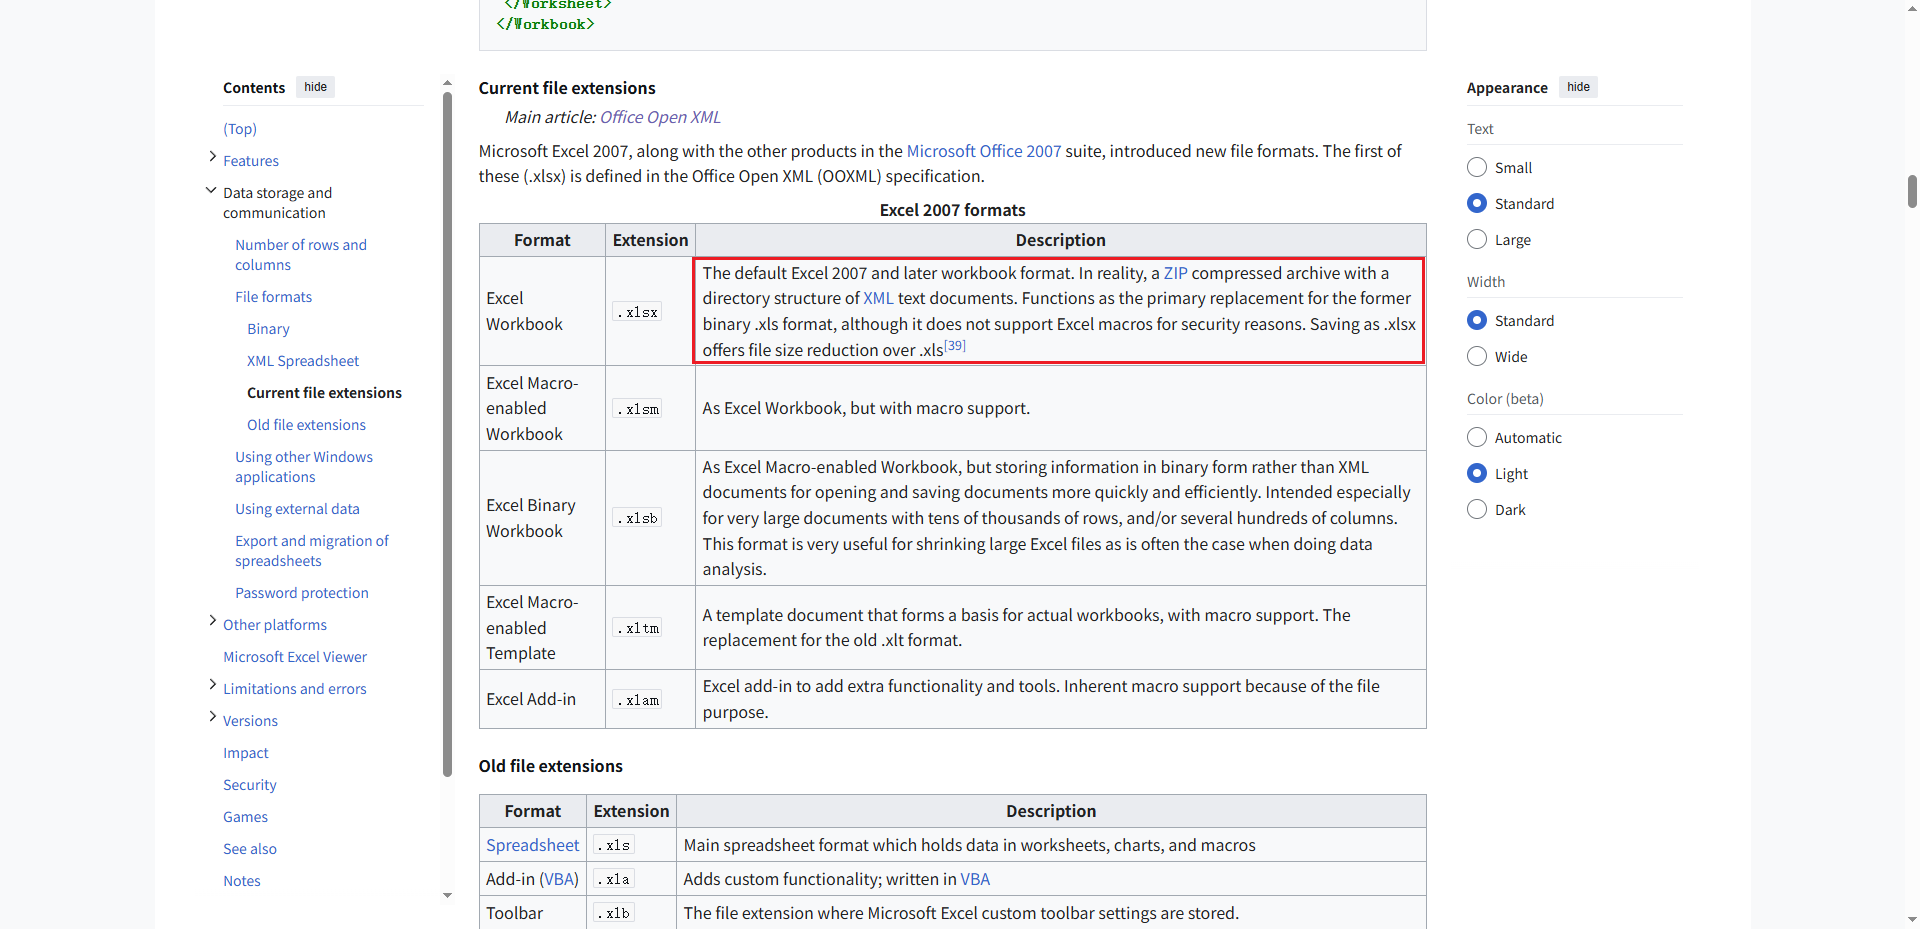 </Worksheet>
</Workbook>
Contents hide
(Top)
Features
Data storage and
communication
Number of rows and
columns
File formats
Binary
XML Spreadsheet
Current file extensions
Old file extensions
Using other Windows
applications
Using external data
Export and migration of
spreadsheets
Password protection
Other platforms
Microsoft Excel Viewer
Limitations and errors
Versions
Impact
Security
Games
See also
Notes
Current file extensions
Main article: Office Open XML
Microsoft Excel 2007, along with the other products in the Microsoft Office 2007 suite, introduced new file formats. The first of
these (.xlsx) is defined in the Office Open XML (OOXML) specification.
Excel 2007 formats
Format Extension Description
Excel
Workbook
.xlsx
The default Excel 2007 and later workbook format. In reality, a ZIP compressed archive with a
directory structure of XML text documents. Functions as the primary replacement for the former
binary .xls format, although it does not support Excel macros for security reasons. Saving as .xlsx
offers file size reduction over .xls[39]
Excel Macro-
enabled
Workbook
.xlsm
As Excel Workbook, but with macro support.
Excel Binary
Workbook
.xlsb
As Excel Macro-enabled Workbook, but storing information in binary form rather than XML
documents for opening and saving documents more quickly and efficiently. Intended especially
for very large documents with tens of thousands of rows, and/or several hundreds of columns.
This format is very useful for shrinking large Excel files as is often the case when doing data
analysis.
Excel Macro-
enabled
Template
.xltm
A template document that forms a basis for actual workbooks, with macro support. The
replacement for the old .xlt format.
Excel Add-in
.xlam
Excel add-in to add extra functionality and tools. Inherent macro support because of the file
purpose.
Old file extensions
Format Extension Description
Spreadsheet .xls Main spreadsheet format which holds data in worksheets, charts, and macros
Add-in (VBA) .xla Adds custom functionality; written in VBA
Toolbar .xlb The file extension where Microsoft Excel custom toolbar settings are stored.
Appearance hide
Text
Small
Standard
Large
Width
Standard
Wide
Color (beta)
Automatic
Light
Dark